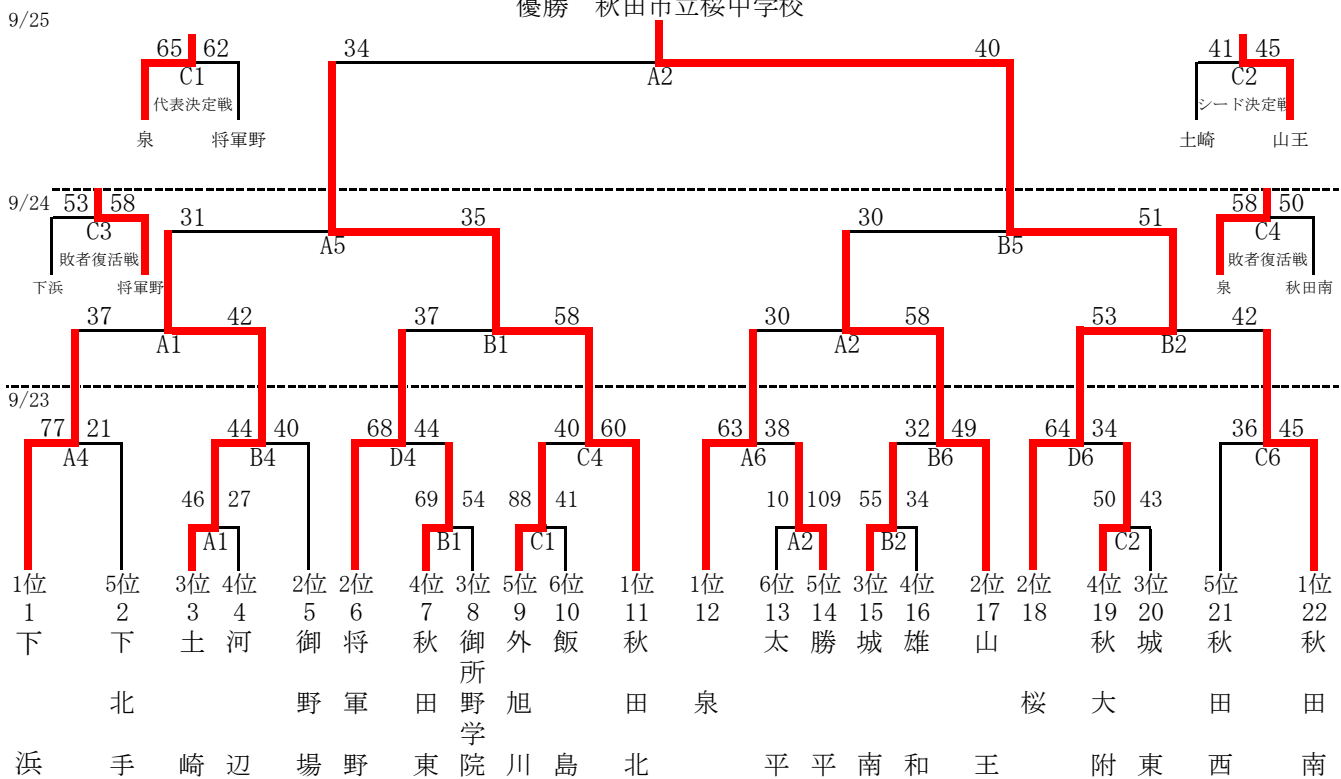 優勝 秋田市立桜中学校
9/25
65 62
C1
代表決定戦
泉 将軍野
34 40
A2
41 45
C2
シード決定戦
土崎 山王
9/24
53 58
C3
敗者復活戦
下浜 将軍野
31 35
A5
30 51
B5
58 50
C4
敗者復活戦
泉 秋田南
37 42
A1
37 58
B1
30 58
A2
53 42
B2
9/23
77 21
A4
44 40
B4
68 44
D4
40 60
C4
63 38
A6
32 49
B6
64 34
D6
36 45
C6
46 27
A1
69 54
B1
88 41
C1
10 109
A2
55 34
B2
50 43
C2
1位 5位 3位 4位 2位 2位 4位 3位 5位 6位 1位 1位 6位 5位 3位 4位 2位 2位 4位 3位 5位 1位
1 2 3 4 5 6 7 8 9 10 11 12 13 14 15 16 17 18 19 20 21 22
下浜
下北手
土崎
河辺
御野場
将軍野
秋田東
御所野学院
外旭川
飯島
秋田北
泉
太平
勝平
城南
雄和
山王
桜
秋大附
城東
秋田西
秋田南